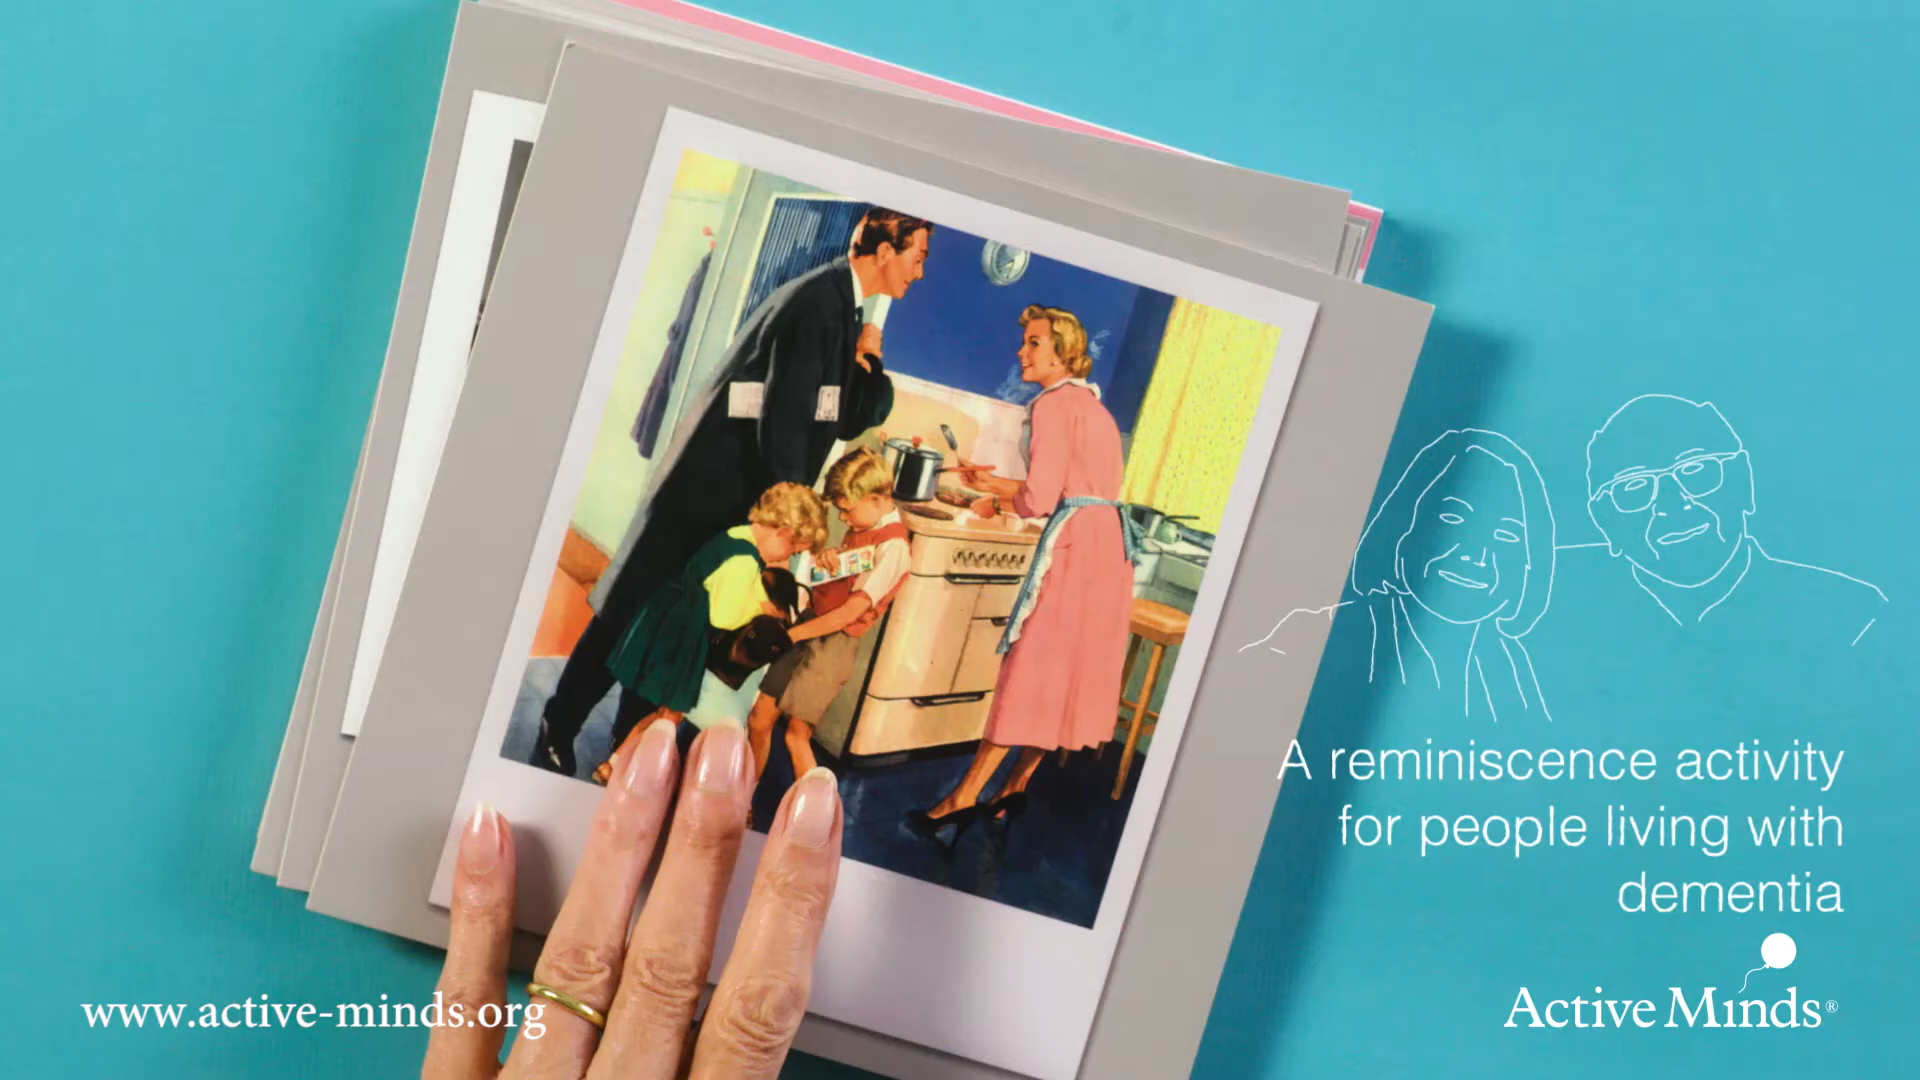 A reminiscence activity
for people living with
dementia
www.active-minds.org
Active Minds®